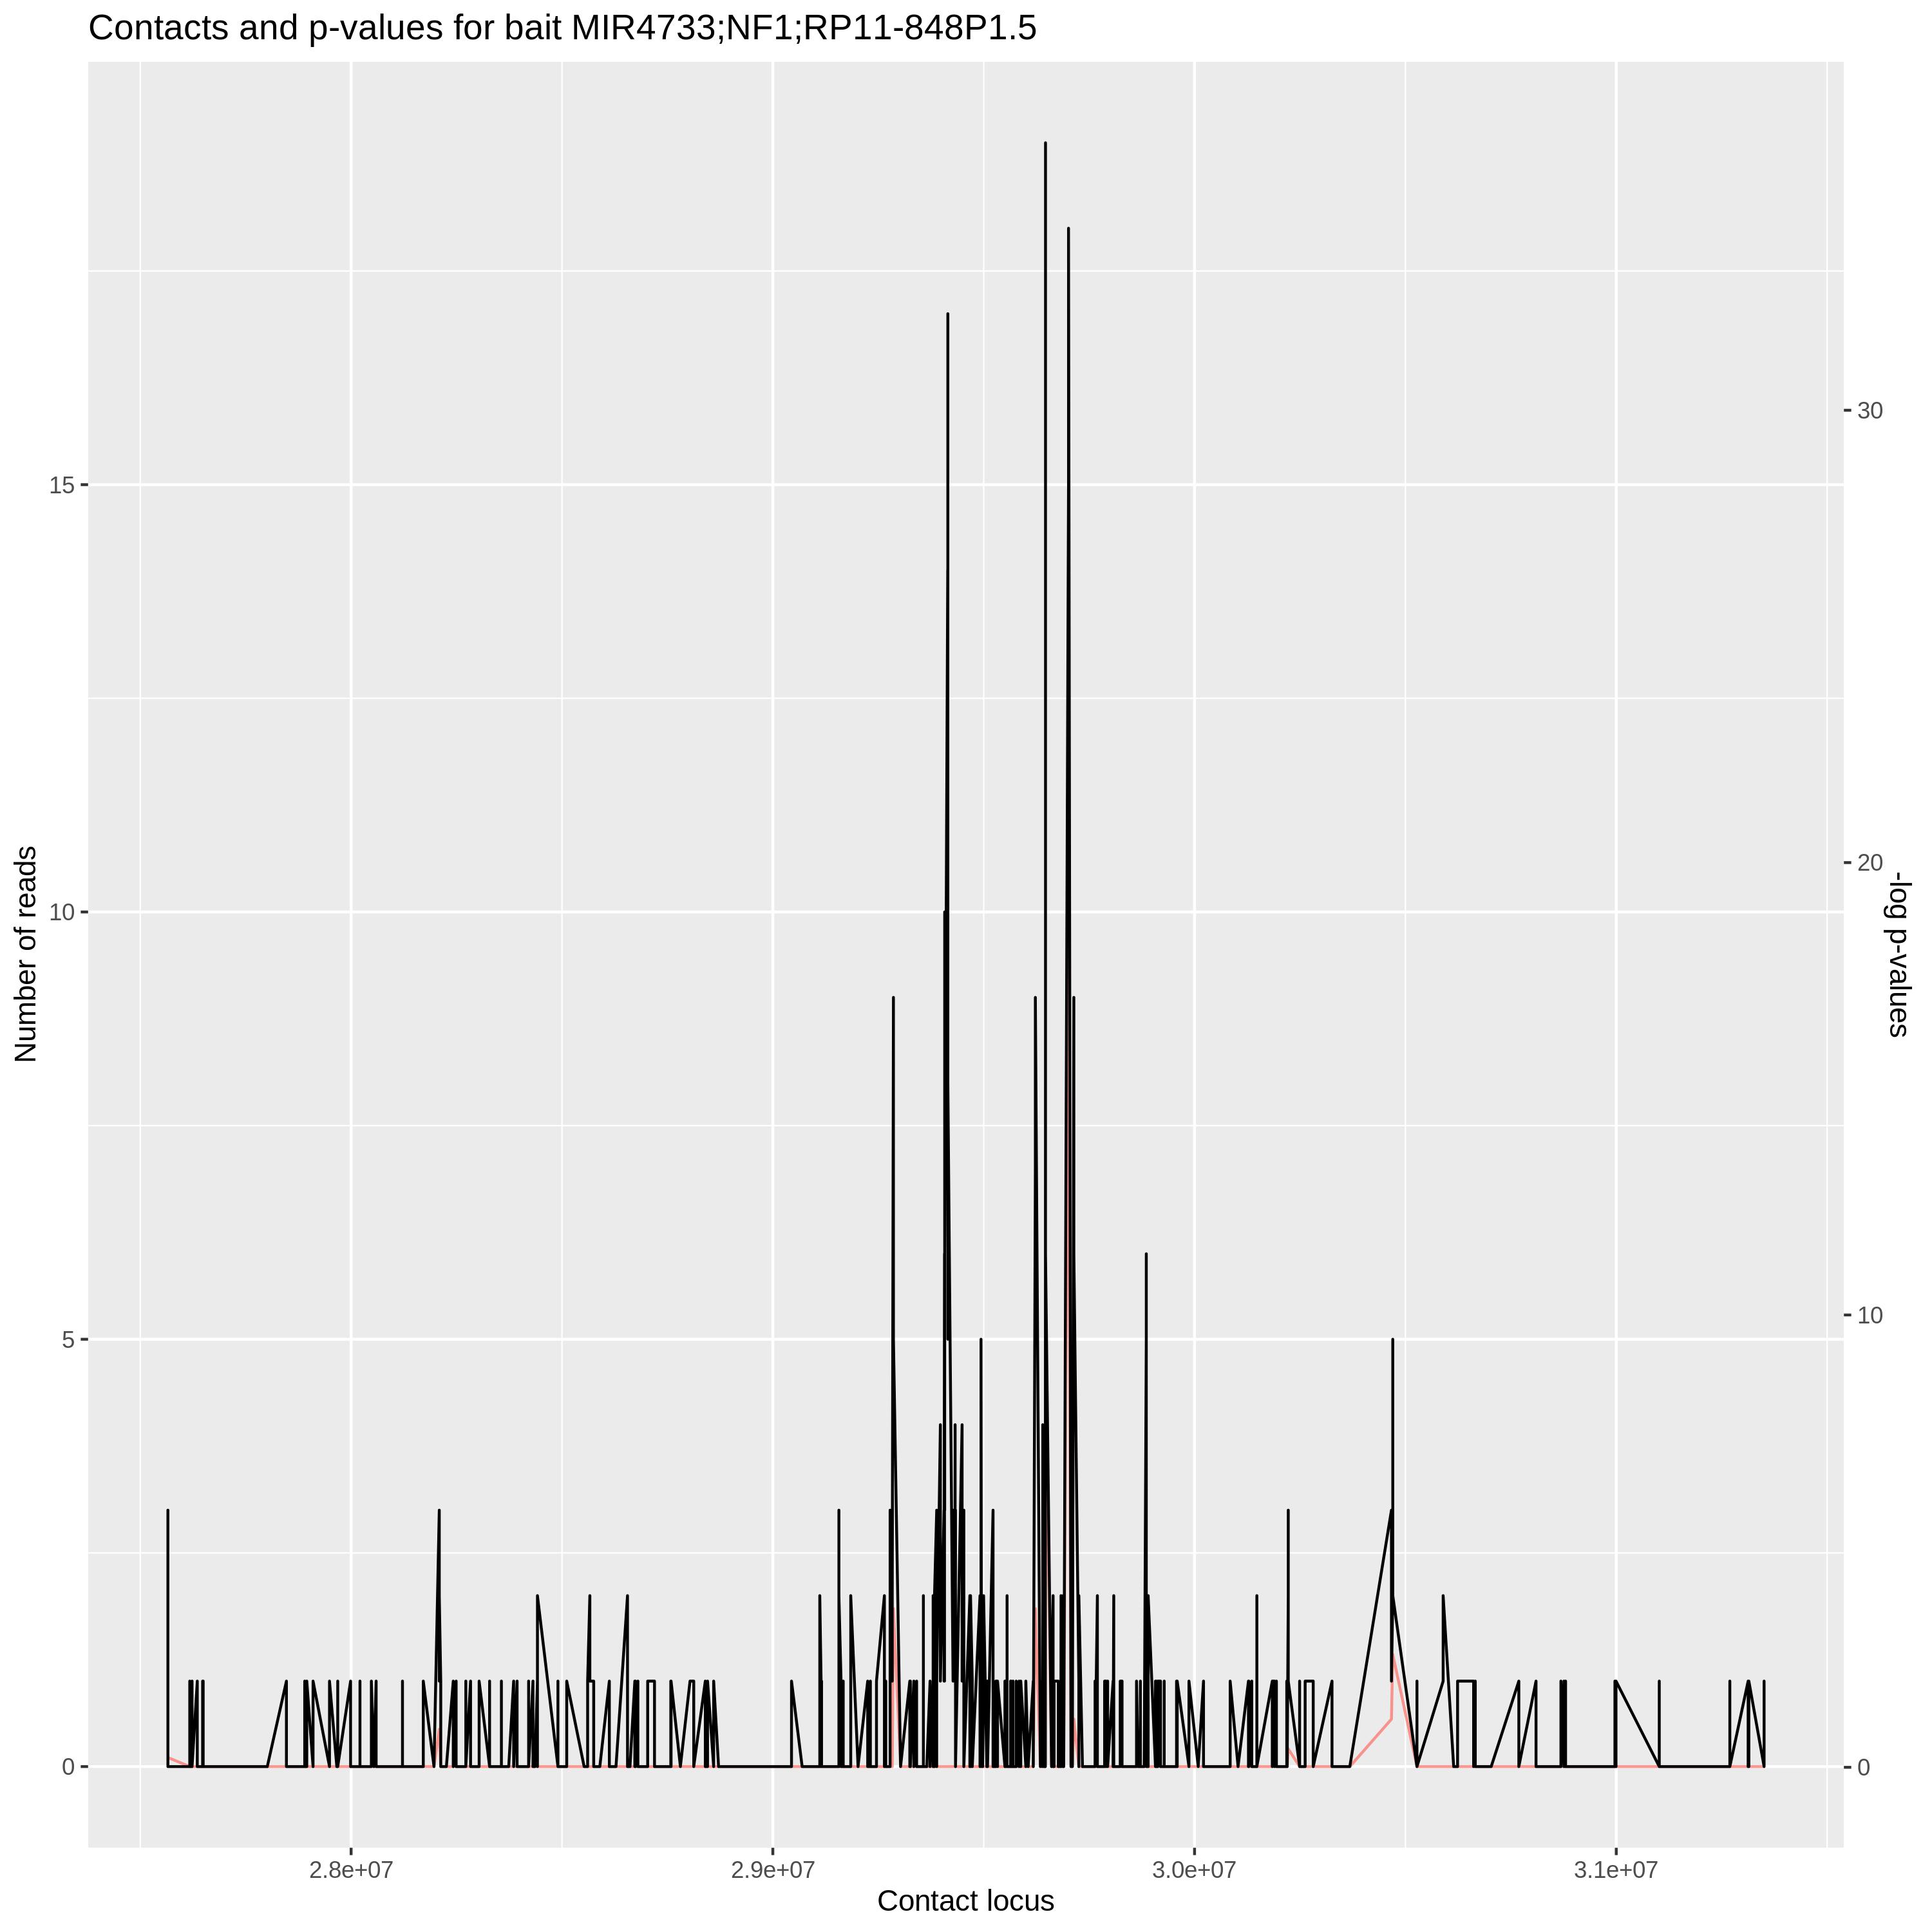 Contacts and p-values for bait MIR4733;NF1;RP11-848P1.5
Number of reads
15
10
5
0
30
20
10
0
-log p-values
2.8e+07
2.9e+07
3.0e+07
3.1e+07
Contact locus